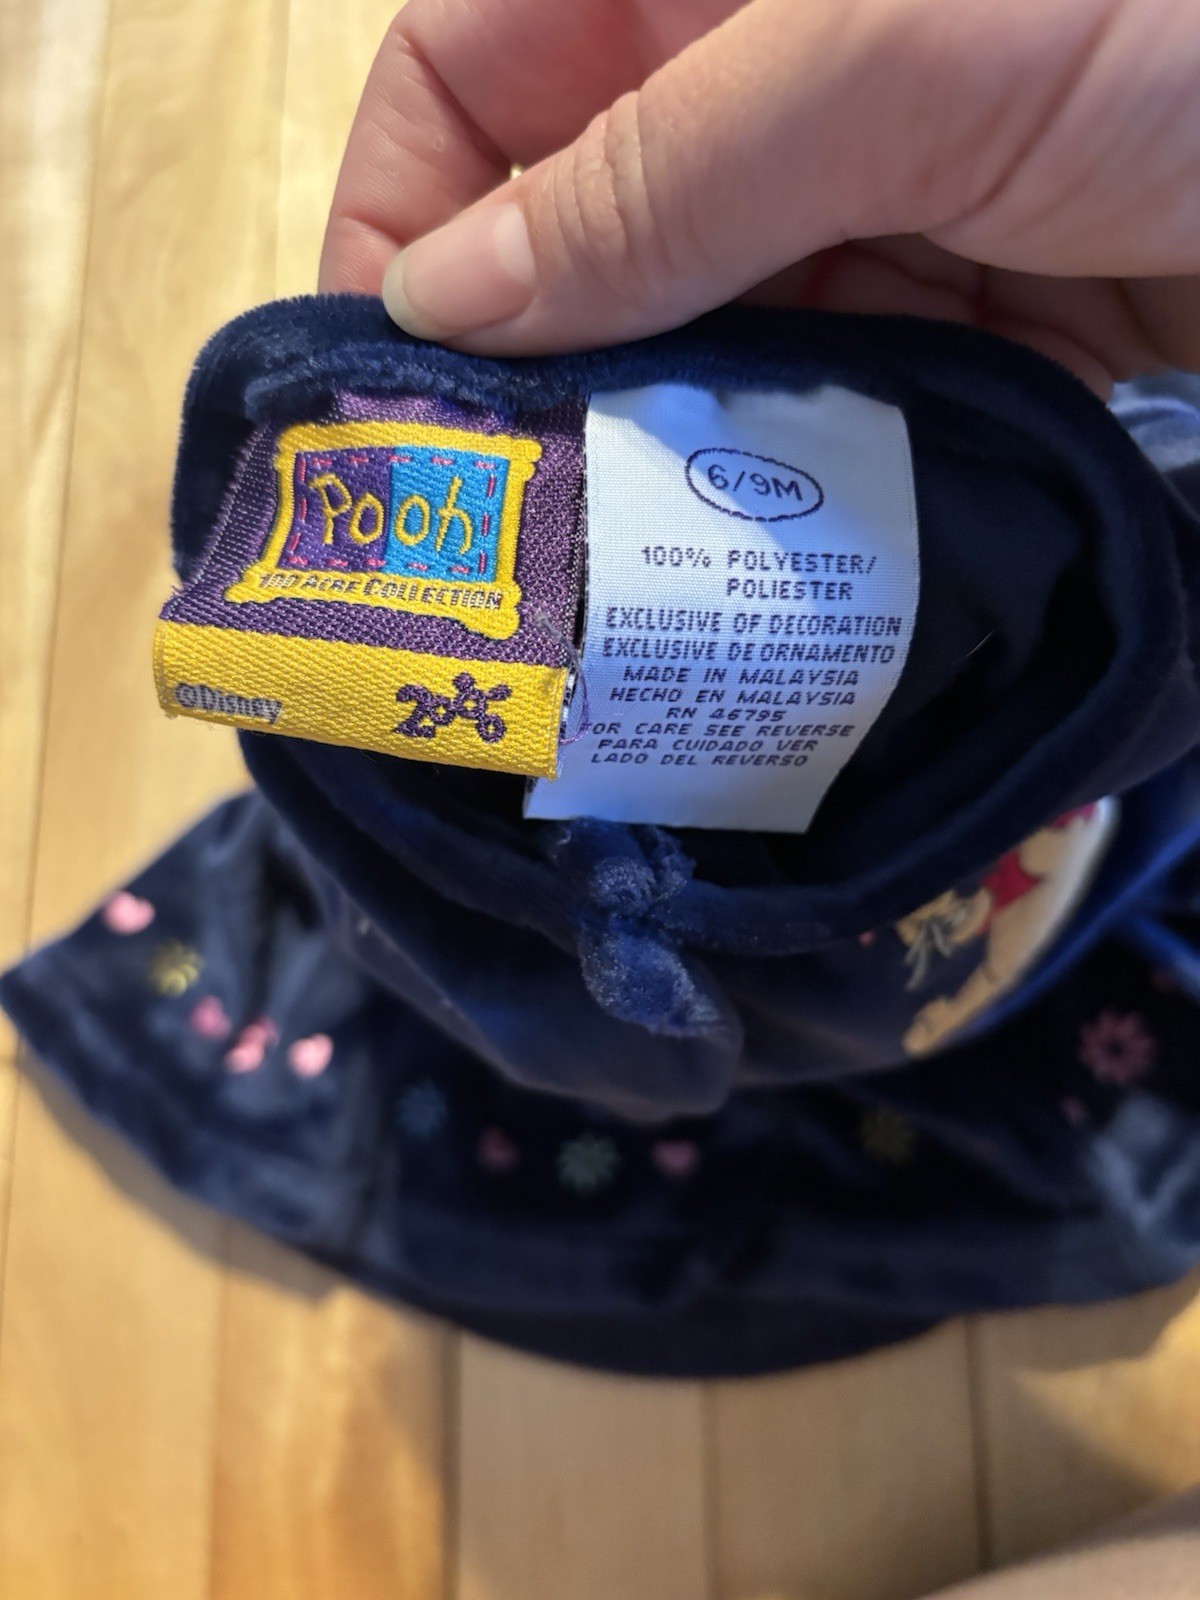 Pooh
100 ACRE COLLECTION
©Disney
6/9M
100% POLYESTER/
POLIESTER
EXCLUSIVE OF DECORATION
EXCLUSIVE DE ORNAMENTO
MADE IN MALAYSIA
HECHO EN MALAYSIA
RN 46795
FOR CARE SEE REVERSE
PARA CUIDADO VER
LADO DEL REVERSO